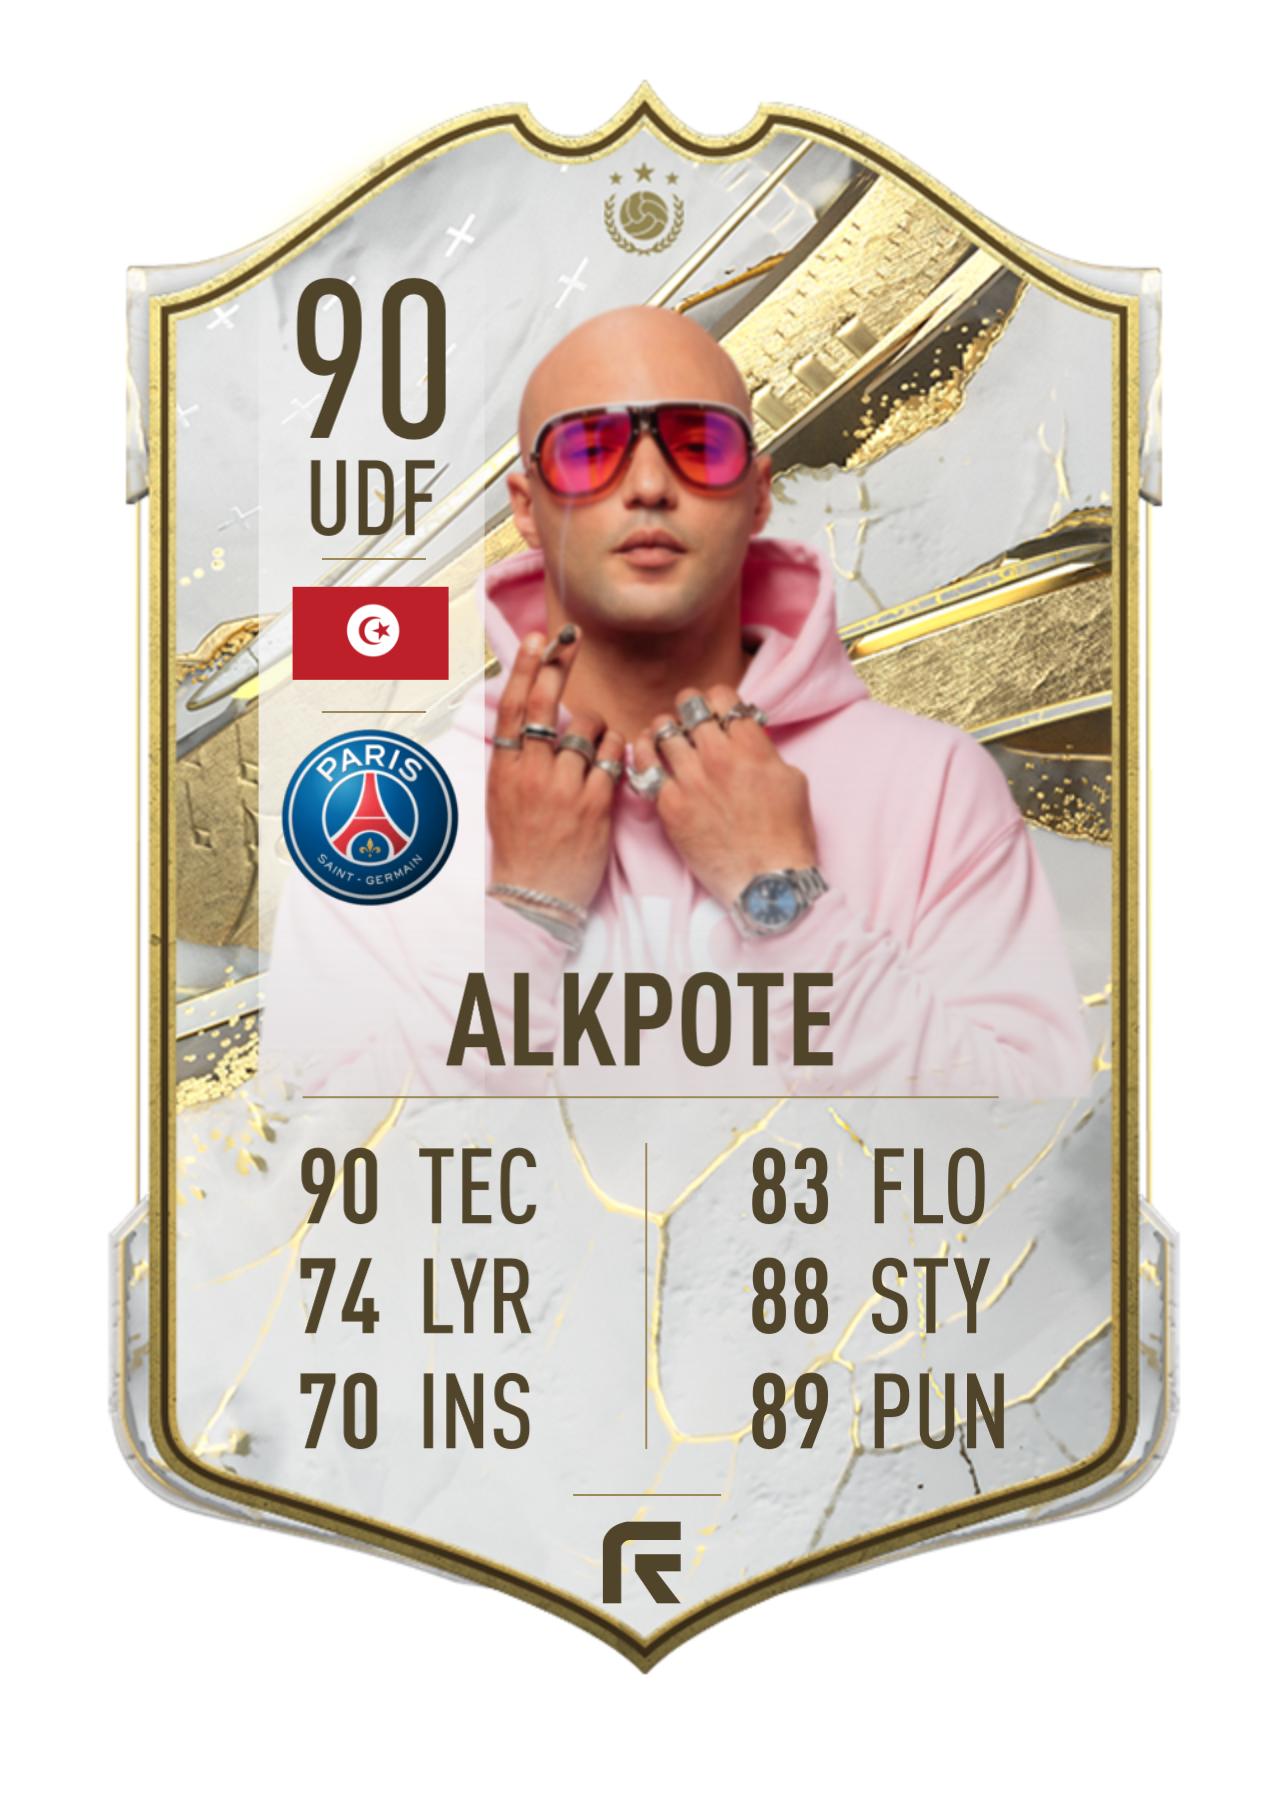 90
UDF
PARIS
SAINT - GERMAIN
ALKPOTE
90 TEC
83 FLO
74 LYR
88 STY
70 INS
89 PUN